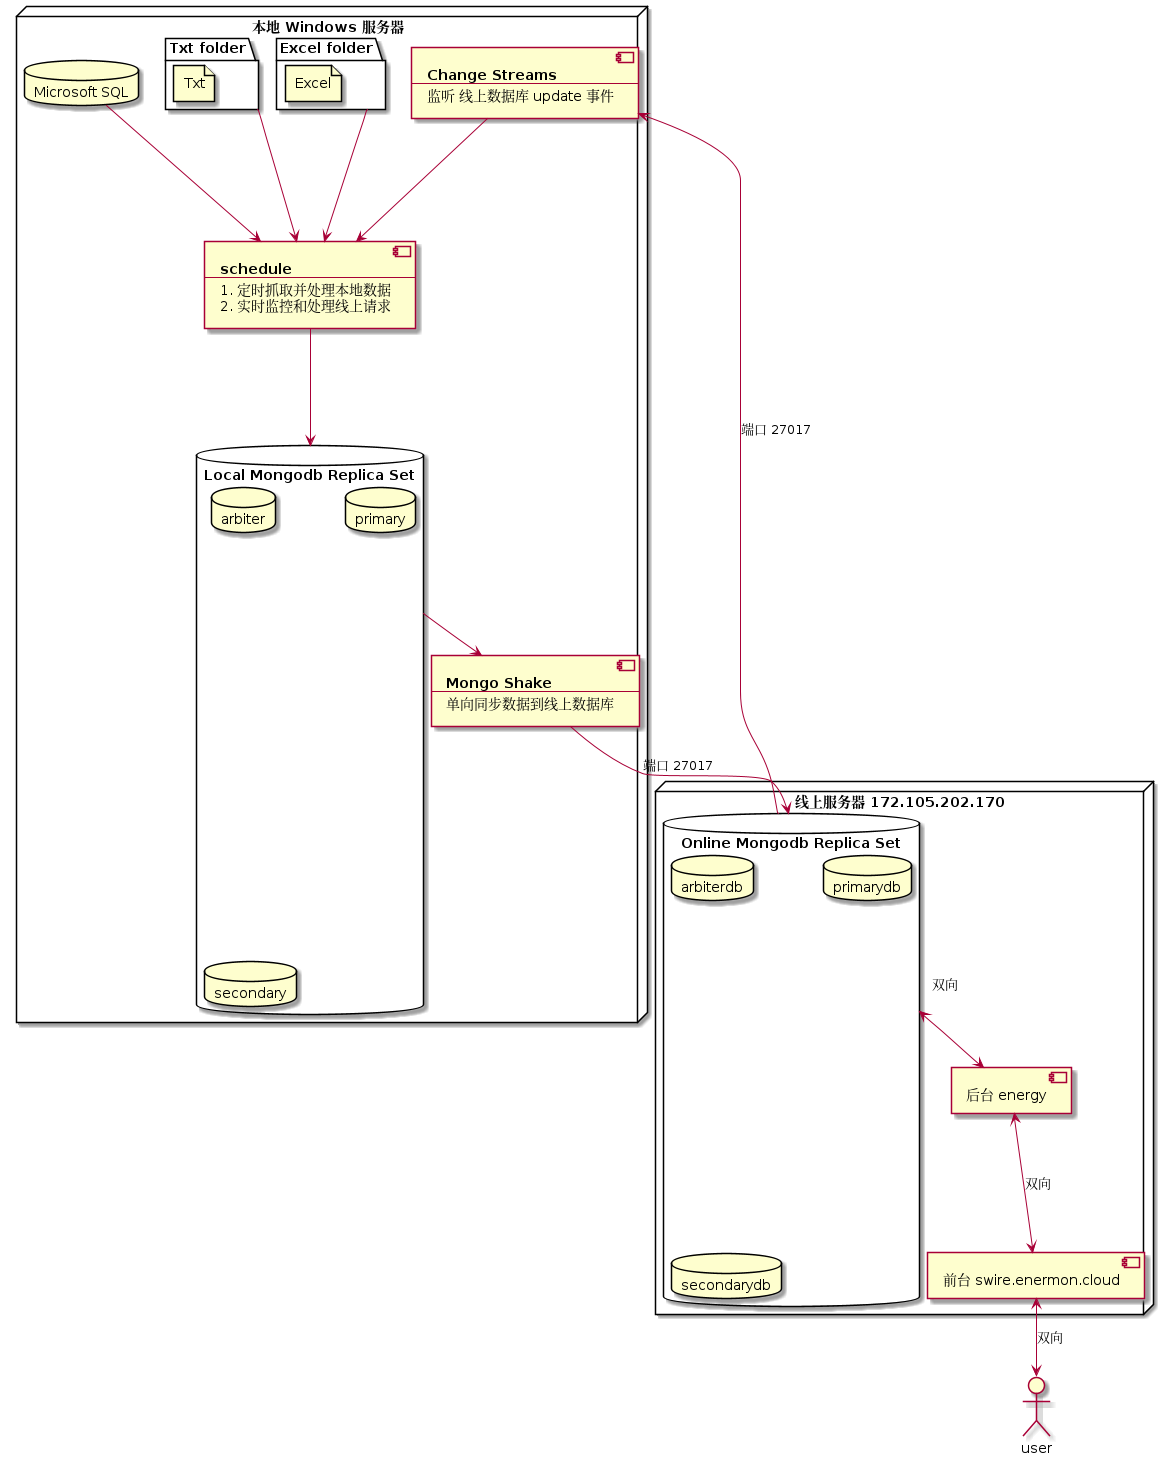 本地 Windows 服务器
Txt folder
Excel folder
Txt
Excel
Microsoft SQL
Change Streams
监听 线上数据库 update 事件
schedule
1. 定时抓取并处理本地数据
2. 实时监控和处理线上请求
端口 27017
Local Mongodb Replica Set
arbiter
primary
Mongo Shake
单向同步数据到线上数据库
端口 27017
线上服务器 172.105.202.170
Online Mongodb Replica Set
arbiterdb
primarydb
双向
secondary
后台 energy
双向
secondarydb
前台 swire.enermon.cloud
双向
user